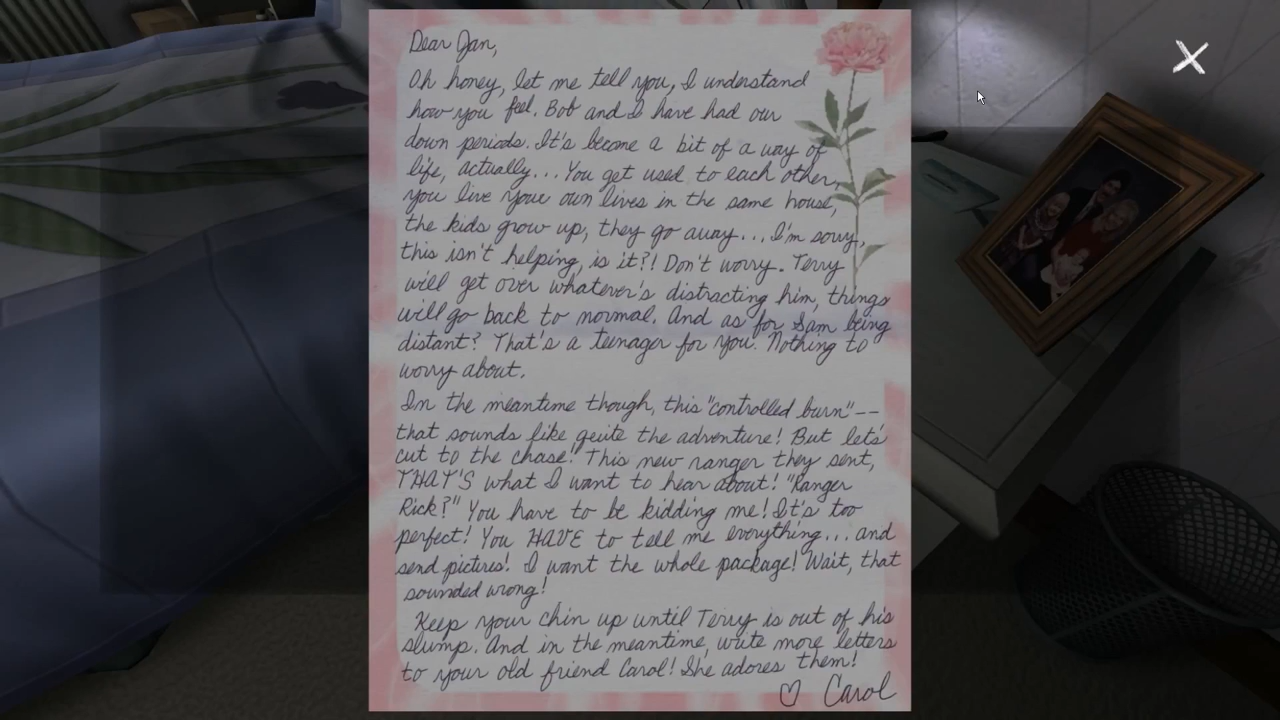 Dear Jan,
Oh honey, let me tell you, I understand
how you feel. Bob and I have had our
down periods. It's become a bit of a way of
life, actually... You get used to each other,
you live your own lives in the same house,
the kids grow up, they go away... I'm sorry,
this isn't helping, is it?! Don't worry. Terry
will get over whatever's distracting him, things
will go back to normal. And as for Sam being
distant? That's a teenager for you. Nothing to
worry about.
In the meantime though, this "controlled burn"--
that sounds like quite the adventure! But let's
cut to the chase! This new ranger they sent,
THAT'S what I want to hear about! "Ranger
Rick?" You have to be kidding me! It's too
perfect! You HAVE to tell me everything... and
send pictures! I want the whole package! Wait, that
sounded wrong!
Keep your chin up until Terry is out of his
slump. And in the meantime, write more letters
to your old friend Carol! She adores them!
♡ Carol